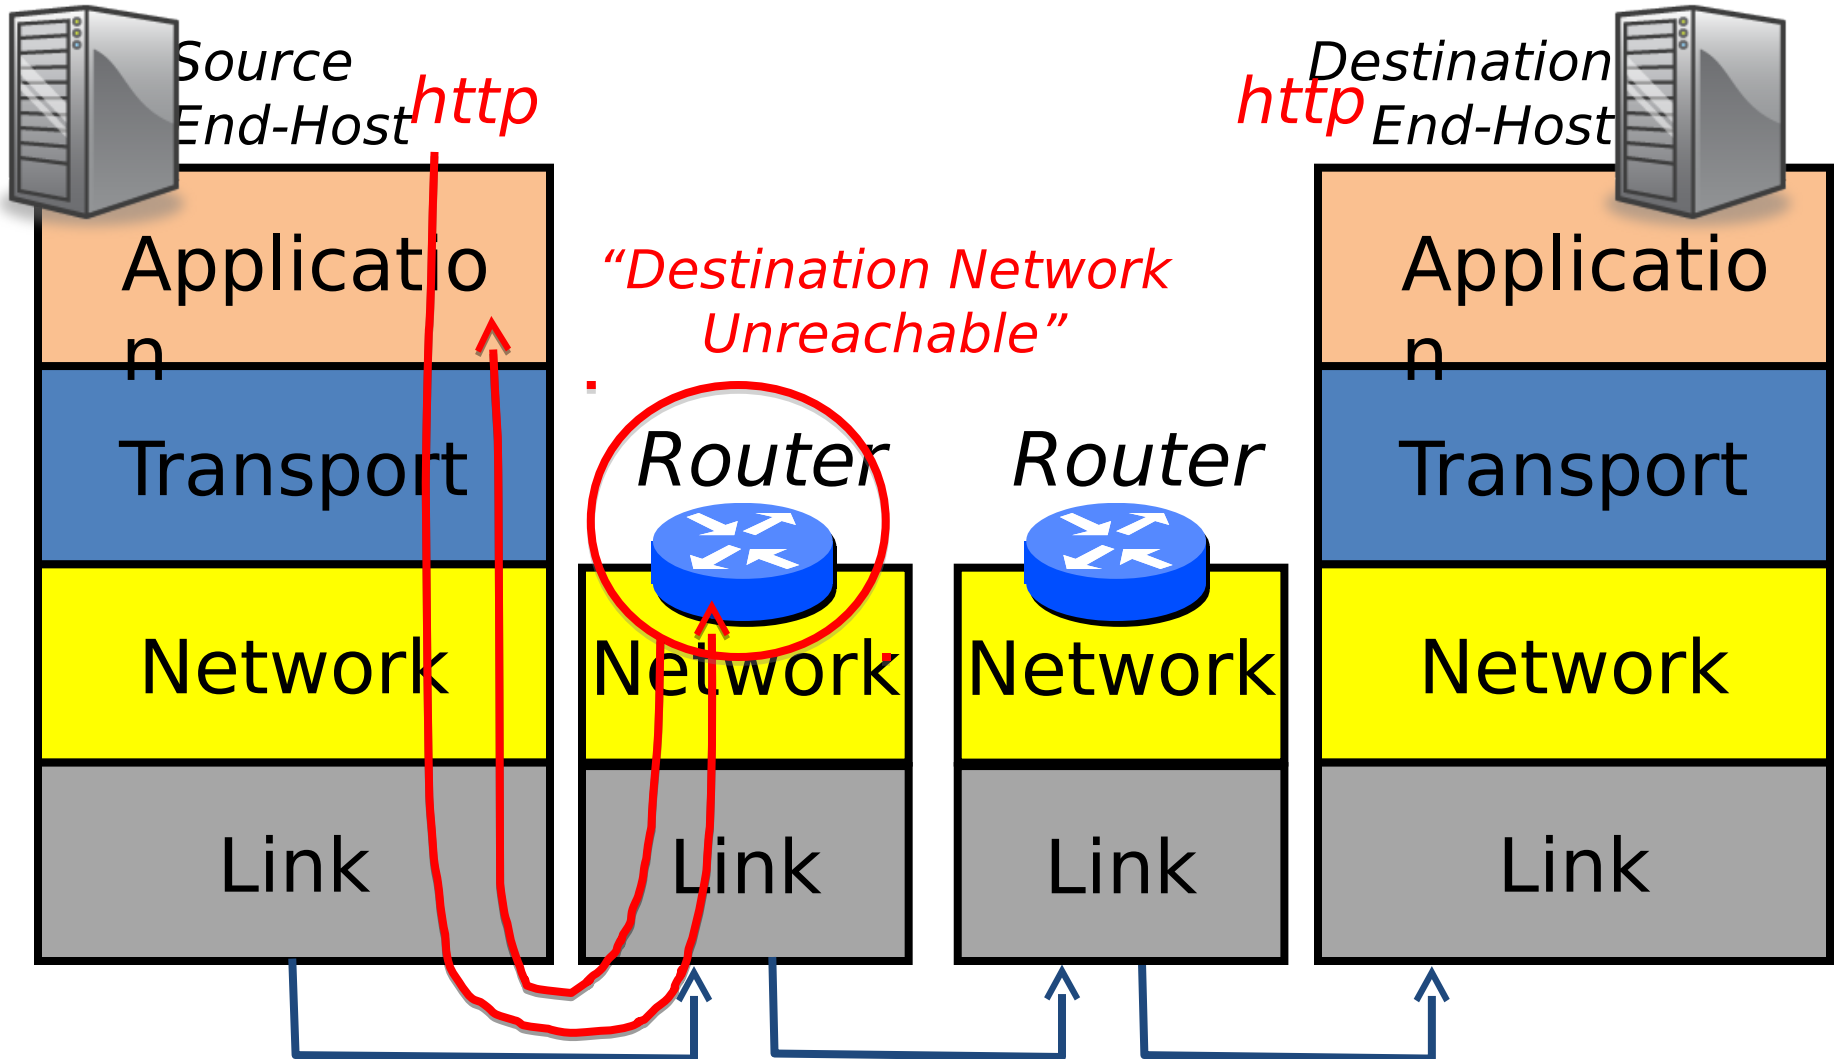 Source
End-Host
http
http
Destination
End-Host
Applicatio
n
“Destination Network
Unreachable”
Applicatio
n
Transport
Router
Router
Transport
Network
Network
Network
Network
Link
Link
Link
Link